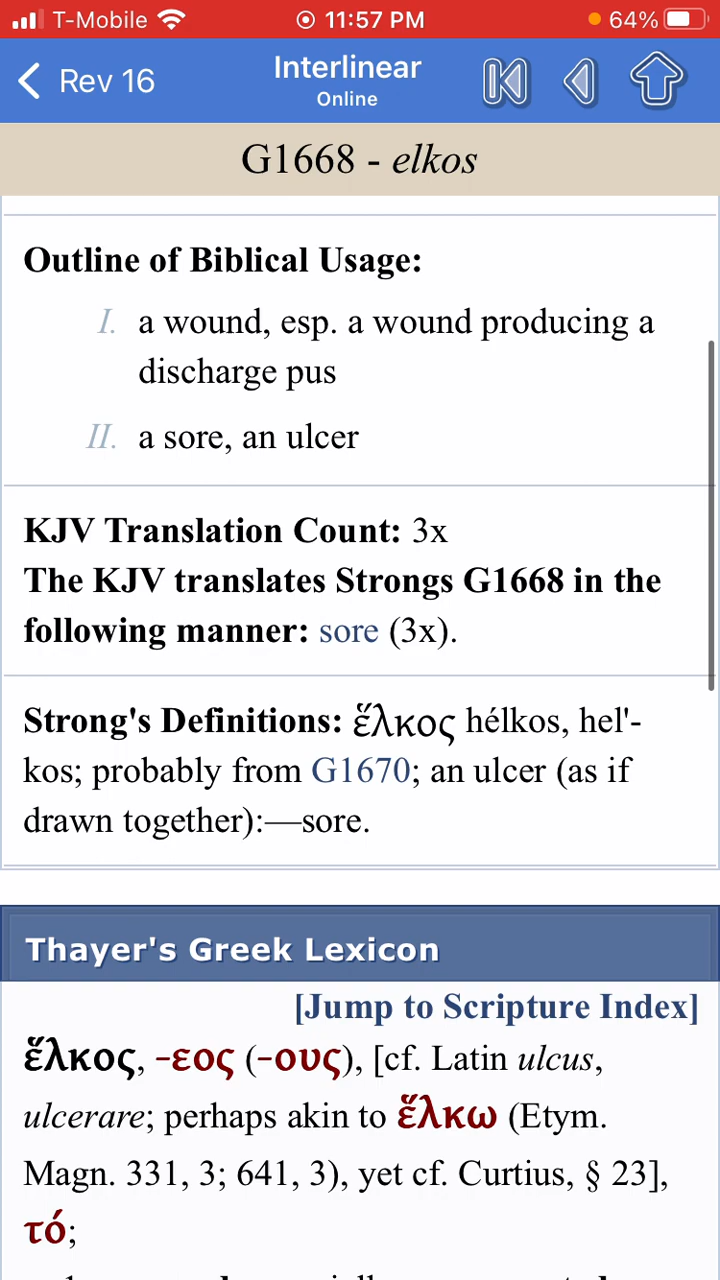 T-Mobile 11:57 PM 64%
Rev 16 Interlinear
Online
G1668 - elkos
Outline of Biblical Usage:
I. a wound, esp. a wound producing a
discharge pus
II. a sore, an ulcer
KJV Translation Count: 3x
The KJV translates Strongs G1668 in the
following manner: sore (3x).
Strong's Definitions: ἕλκος hélkos, hel'-
kos; probably from G1670; an ulcer (as if
drawn together):—sore.
Thayer's Greek Lexicon
[Jump to Scripture Index]
ἕλκος, -εος (-ους), [cf. Latin ulcus,
ulcerare; perhaps akin to ἕλκω (Etym.
Magn. 331, 3; 641, 3), yet cf. Curtius, § 23],
τό;